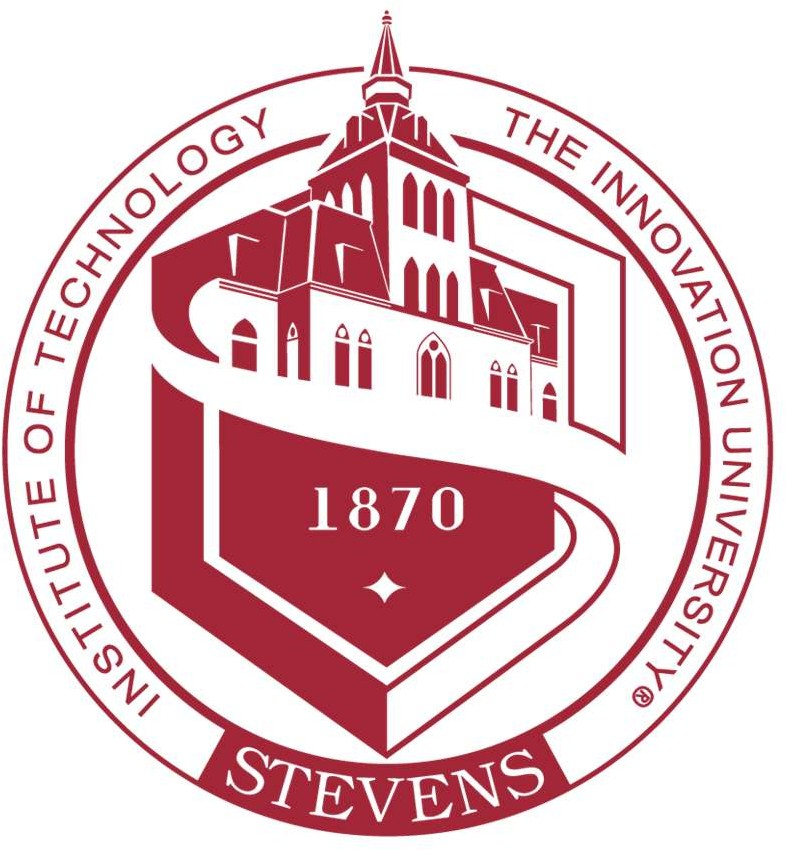 INSTITUTE OF TECHNOLOGY
THE INNOVATION UNIVERSITY®
1870
STEVENS